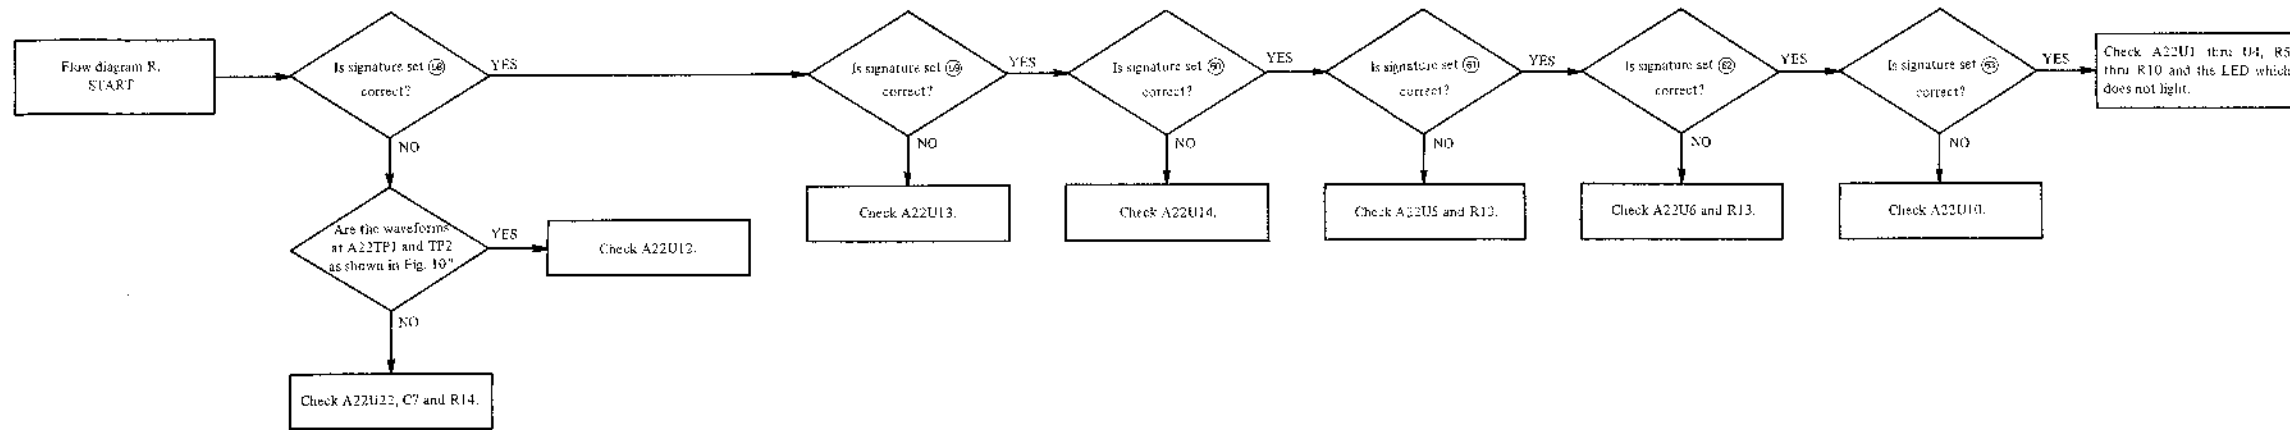 Flow diagram R.
START
Is signature set
correct?
YES
NO
Are the waveforms
at A22TP1 and TP2
as shown in Fig. 10?
YES
Check A22U12.
NO
Check A22U22, C7 and R14.
Is signature set
correct?
YES
NO
Check A22U13.
Is signature set
correct?
YES
NO
Check A22U14.
Is signature set 61
correct?
YES
NO
Check A22U5 and R13.
Is signature set 62
correct?
YES
NO
Check A22U6 and R13.
Is signature set 63
correct?
YES
NO
Check A22U10.
Check A22U1 thru U4, R5
thru R10 and the LED which
does not light.